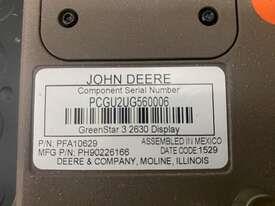 JOHN DEERE
Component Serial Number
PCGU2UG560006
GreenStar 3 2630 Display
P/N: PFA10629 ASSEMBLED IN MEXICO
MFG P/N: PH90226166 DATE CODE:1529
DEERE & COMPANY, MOLINE, ILLINOIS